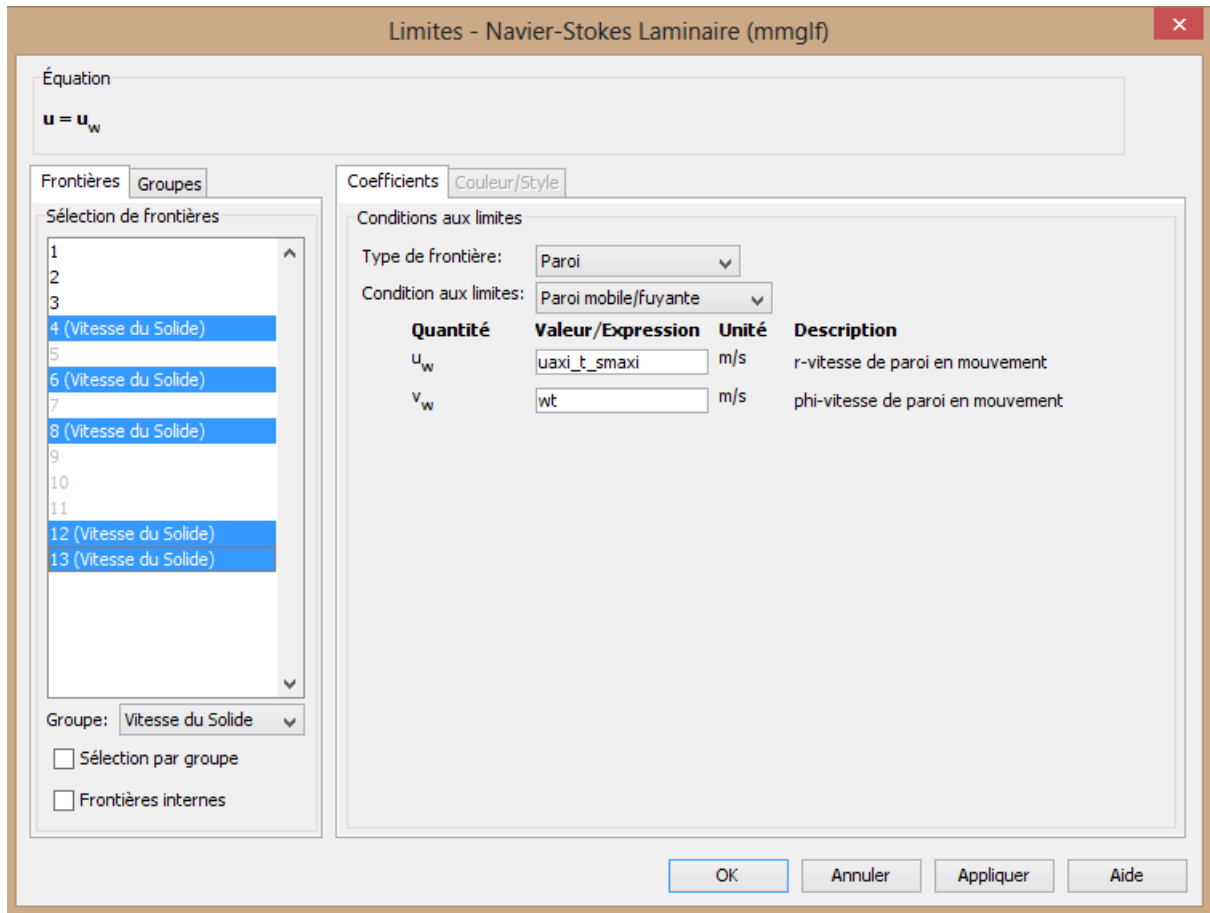 Limites - Navier-Stokes Laminaire (mmglf)
Équation
u = uw
Frontières Groupes
Sélection de frontières
1
2
3
4 (Vitesse du Solide)
5
6 (Vitesse du Solide)
7
8 (Vitesse du Solide)
9
10
11
12 (Vitesse du Solide)
13 (Vitesse du Solide)
Groupe: Vitesse du Solide
Sélection par groupe
Frontières internes
Coefficients Couleur/Style
Conditions aux limites
Type de frontière: Paroi
Condition aux limites: Paroi mobile/fuyante
Quantité Valeur/Expression Unité Description
uw uaxi_t_smaxi m/s r-vitesse de paroi en mouvement
vw wt m/s phi-vitesse de paroi en mouvement
OK Annuler Appliquer Aide